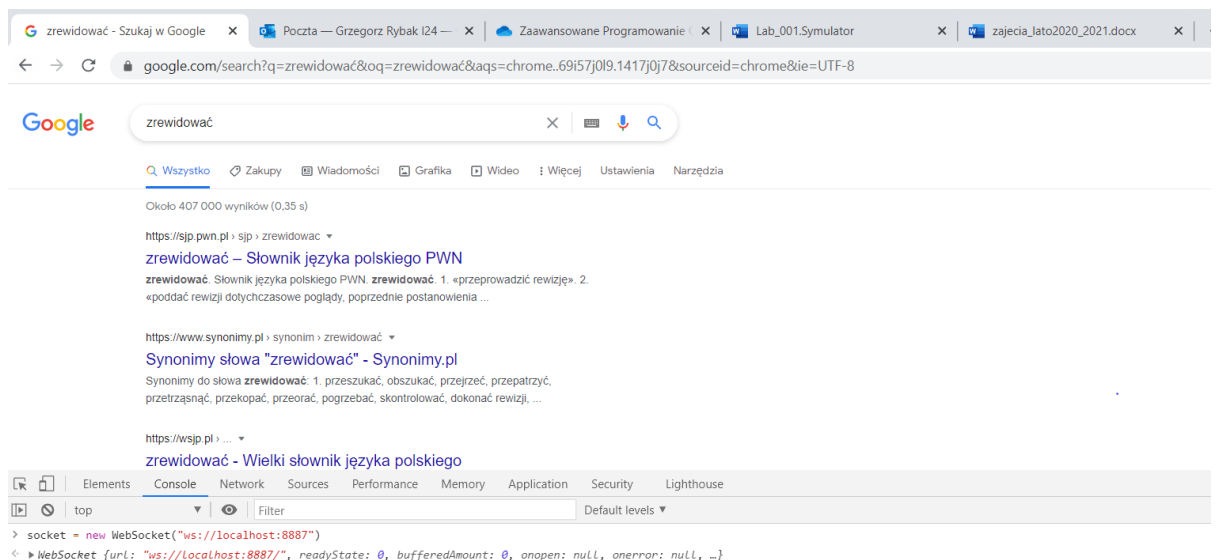 zrewidować - Szukaj w Google
Poczta — Grzegorz Rybak I24 —
Zaawansowane Programowanie
Lab_001.Symulator
zajecia_lato2020_2021.docx
google.com/search?q=zrewidować&oq=zrewidować&aqs=chrome..69i57j0l9.1417j0j7&sourceid=chrome&ie=UTF-8
Google
zrewidować
Wszystko Zakupy Wiadomości Grafika Wideo Więcej Ustawienia Narzędzia
Około 407 000 wyników (0,35 s)
https://sjp.pwn.pl › sjp › zrewidowac
zrewidować – Słownik języka polskiego PWN
zrewidować. Słownik języka polskiego PWN. zrewidować. 1. «przeprowadzić rewizję». 2.
«poddać rewizji dotychczasowe poglądy, poprzednie postanowienia ...
https://www.synonimy.pl › synonim › zrewidować
Synonimy słowa "zrewidować" - Synonimy.pl
Synonimy do słowa zrewidować: 1. przeszukać, obszukać, przejrzeć, przepatrzyć,
przetrząsnąć, przekopać, przeorać, pogrzebać, skontrolować, dokonać rewizji, ...
https://wsjp.pl › ...
zrewidować - Wielki słownik języka polskiego
Elements Console Network Sources Performance Memory Application Security Lighthouse
top Filter Default levels ▼
> socket = new WebSocket("ws://localhost:8887")
WebSocket {url: "ws://localhost:8887/", readyState: 0, bufferedAmount: 0, onopen: null, onerror: null, …}